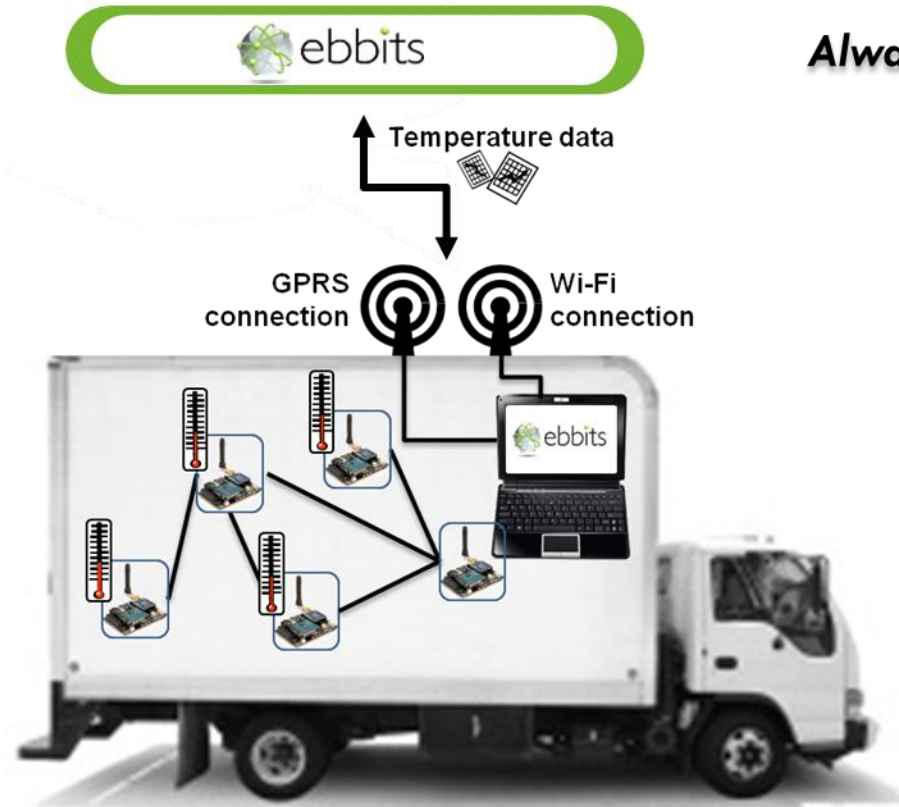 ebbits
Temperature data
GPRS
connection
Wi-Fi
connection
ebbits